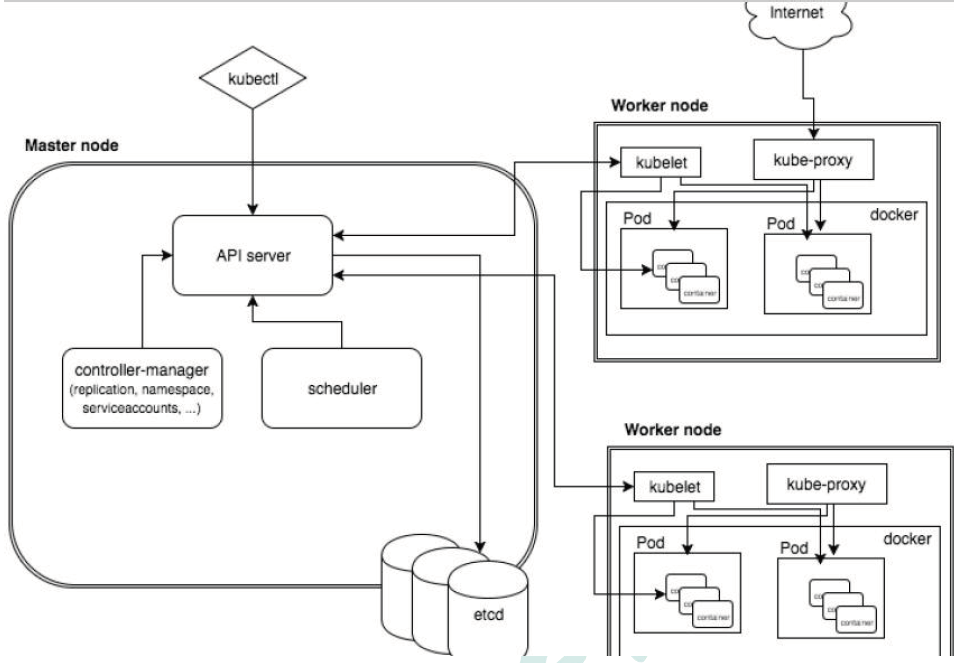 Internet
kubectl
Master node
API server
controller-manager
(replication, namespace,
serviceaccounts, ...)
scheduler
etcd
Worker node
kubelet
kube-proxy
docker
Pod
container
Pod
container
Worker node
kubelet
kube-proxy
docker
Pod
container
Pod
container